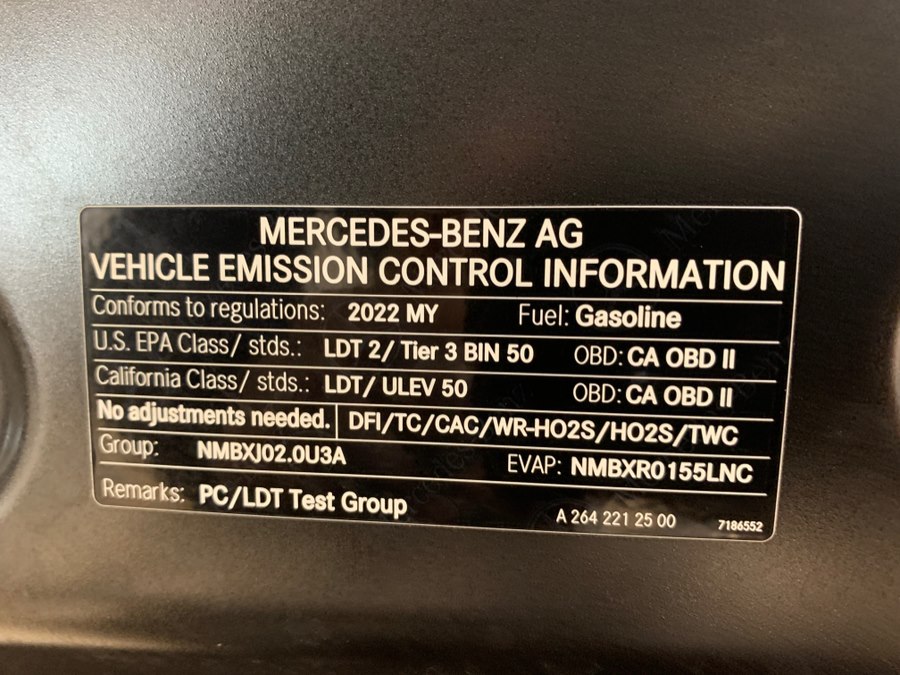 MERCEDES-BENZ AG
VEHICLE EMISSION CONTROL INFORMATION
Conforms to regulations: 2022 MY Fuel: Gasoline
U.S. EPA Class/ stds.: LDT 2/ Tier 3 BIN 50 OBD: CA OBD II
California Class/ stds.: LDT/ ULEV 50 OBD: CA OBD II
No adjustments needed. DFI/TC/CAC/WR-HO2S/HO2S/TWC
Group: NMBXJ02.0U3A EVAP: NMBXR0155LNC
Remarks: PC/LDT Test Group A 264 221 25 00 7186552